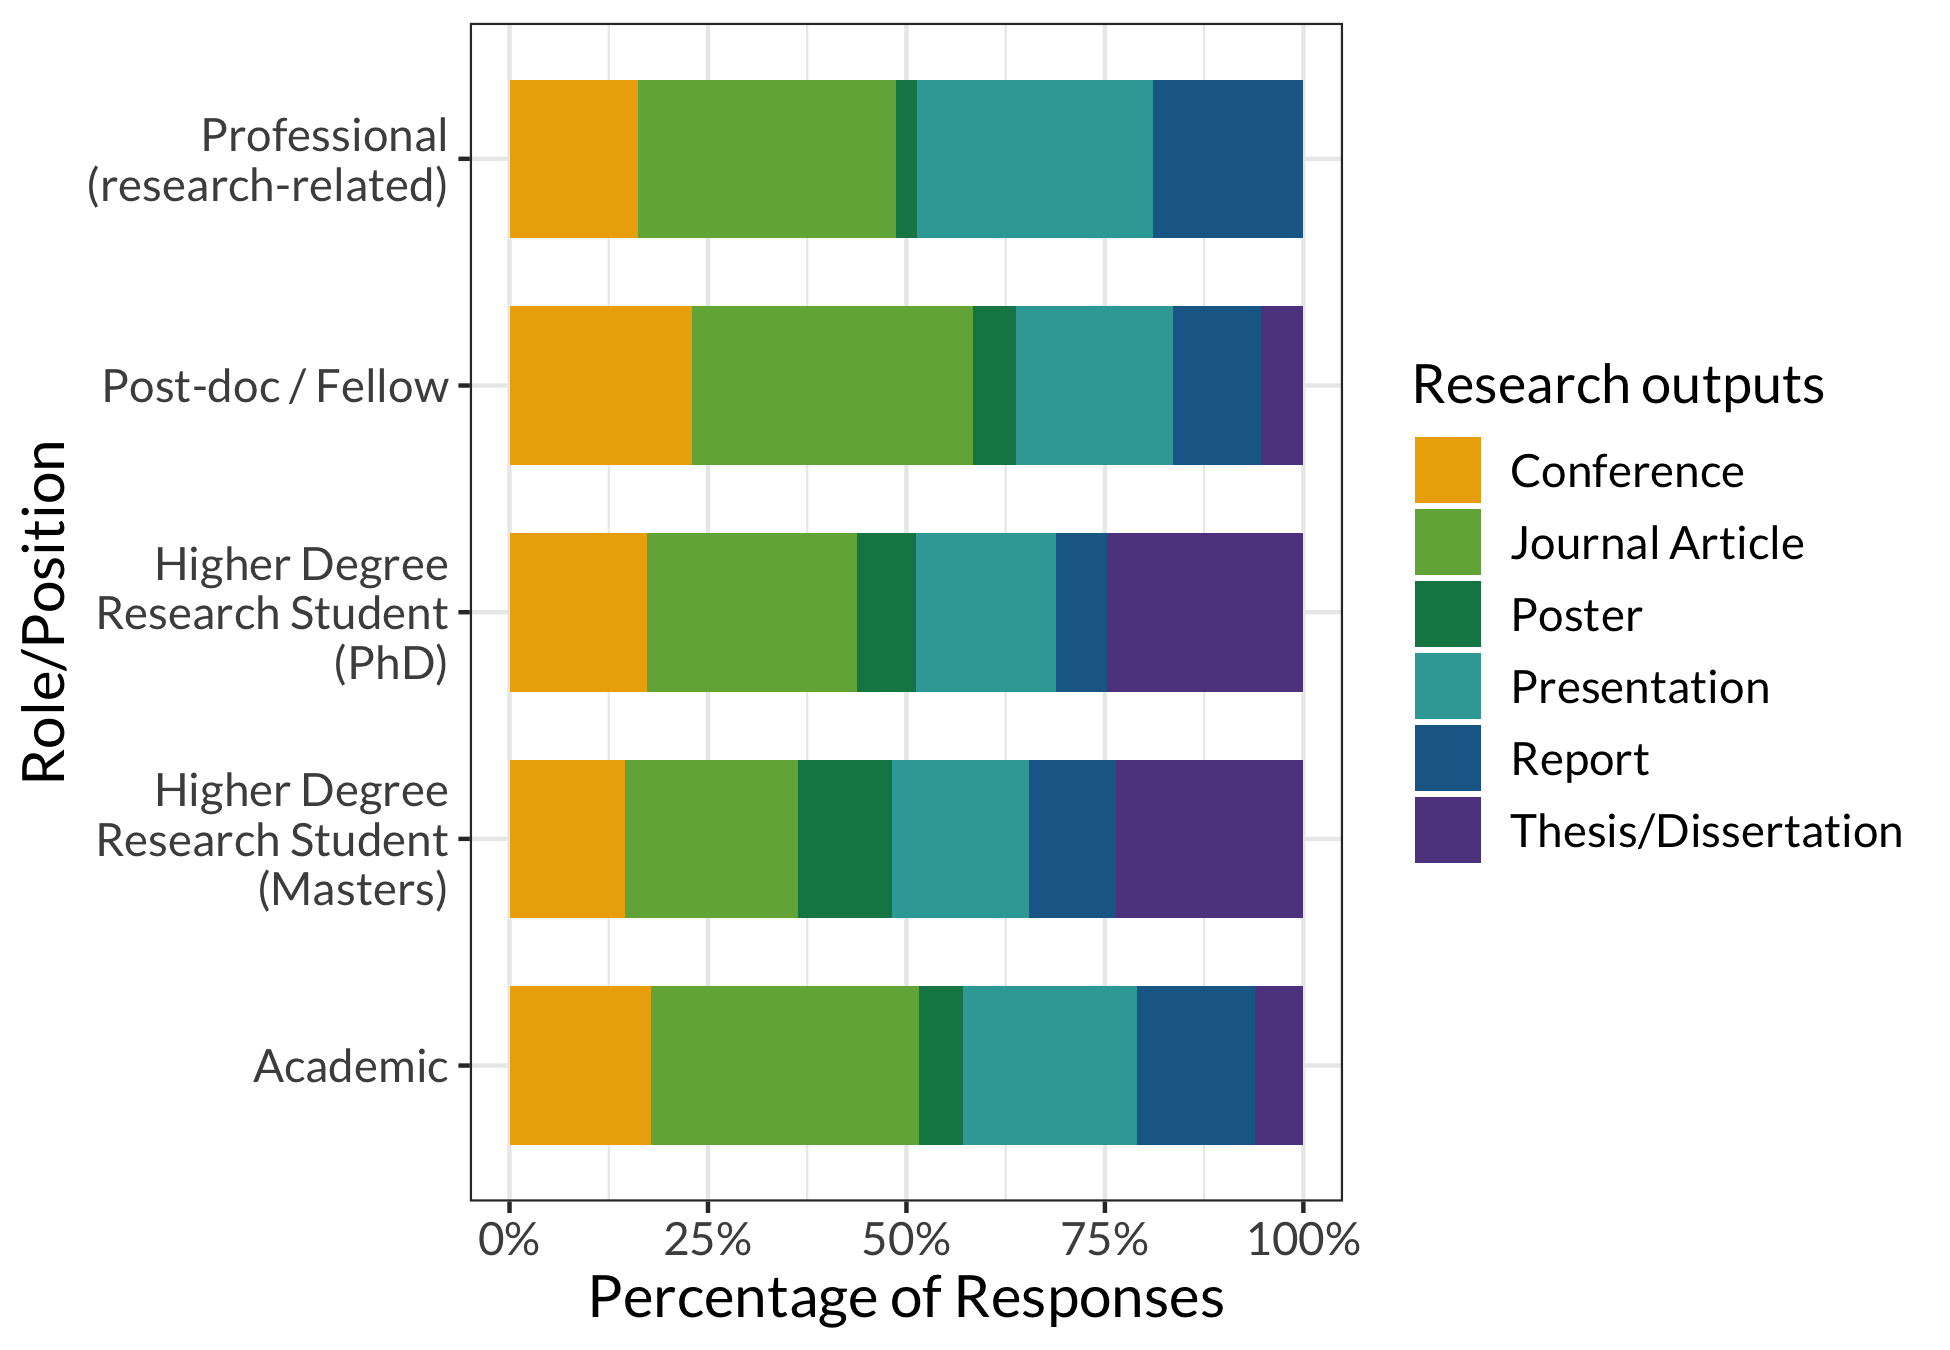 Role/Position
Professional
(research-related)
Post-doc / Fellow
Higher Degree
Research Student
(PhD)
Higher Degree
Research Student
(Masters)
Academic
0% 25% 50% 75% 100%
Percentage of Responses
Research outputs
Conference
Journal Article
Poster
Presentation
Report
Thesis/Dissertation